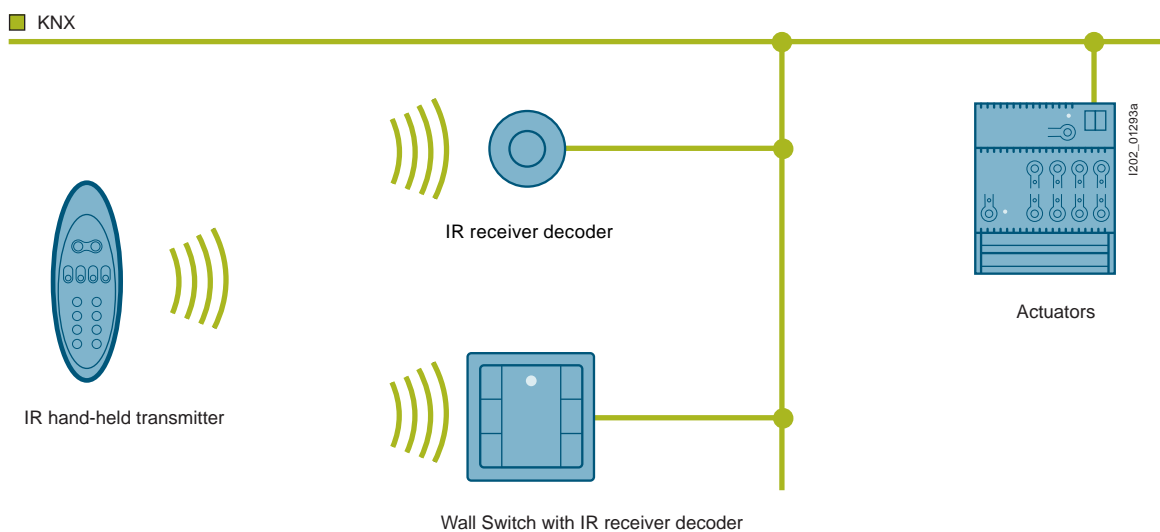 KNX
I202_01293a
IR receiver decoder
Actuators
IR hand-held transmitter
Wall Switch with IR receiver decoder